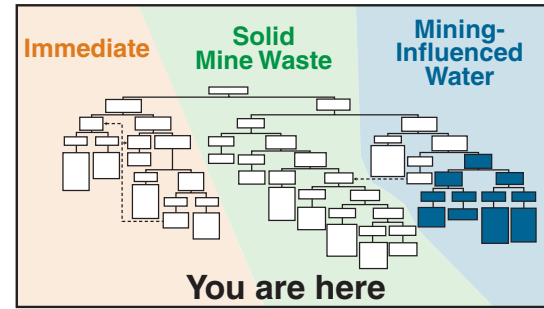 Immediate
Solid
Mine Waste
Mining-
Influenced
Water
You are here